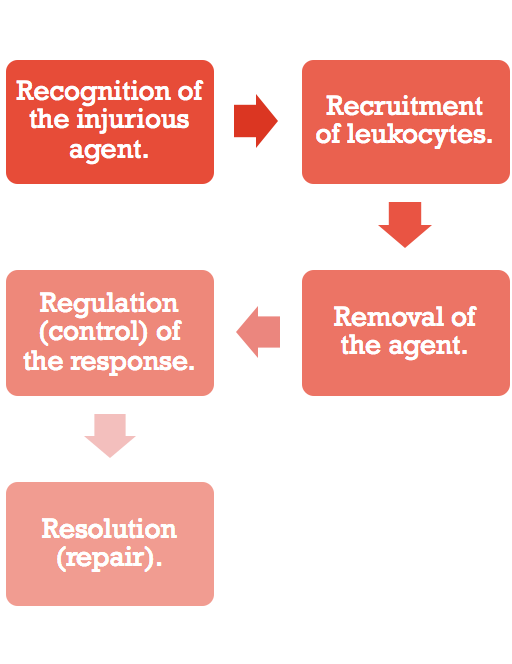 Recognition of
the injurious
agent.
Recruitment
of leukocytes.
Removal of
the agent.
Regulation
(control) of
the response.
Resolution
(repair).